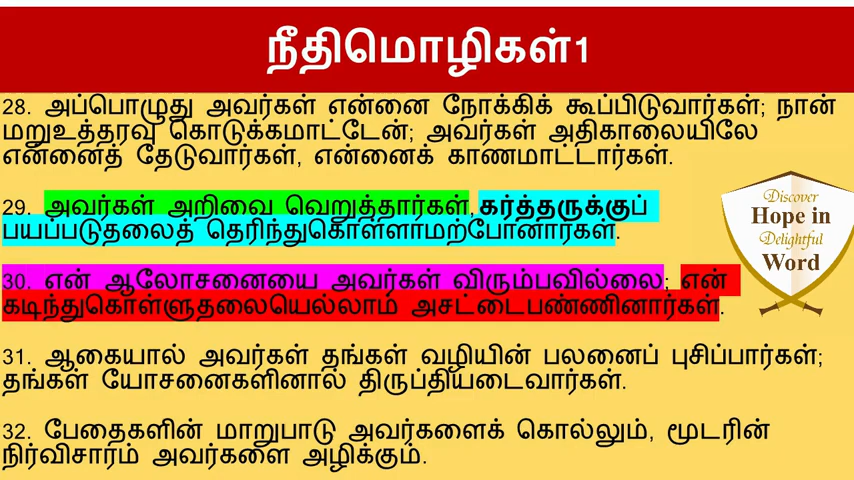 நீதிமொழிகள்1
28. அப்பொழுது அவர்கள் என்னை நோக்கிக் கூப்பிடுவார்கள்; நான்
மறுஉத்தரவு கொடுக்கமாட்டேன்; அவர்கள் அதிகாலையிலே
என்னைத் தேடுவார்கள், என்னைக் காணமாட்டார்கள்.
29. அவர்கள் அறிவை வெறுத்தார்கள், கர்த்தருக்குப்
பயப்படுதலைத் தெரிந்துகொள்ளாமற்போனார்கள்.
30. என் ஆலோசனையை அவர்கள் விரும்பவில்லை; என்
கடிந்துகொள்ளுதலையெல்லாம் அசட்டைபண்ணினார்கள்.
31. ஆகையால் அவர்கள் தங்கள் வழியின் பலனைப் புசிப்பார்கள்;
தங்கள் யோசனைகளினால் திருப்தியடைவார்கள்.
32. பேதைகளின் மாறுபாடு அவர்களைக் கொல்லும், மூடரின்
நிர்விசாரம் அவர்களை அழிக்கும்.
Discover
Hope in
Delightful
Word